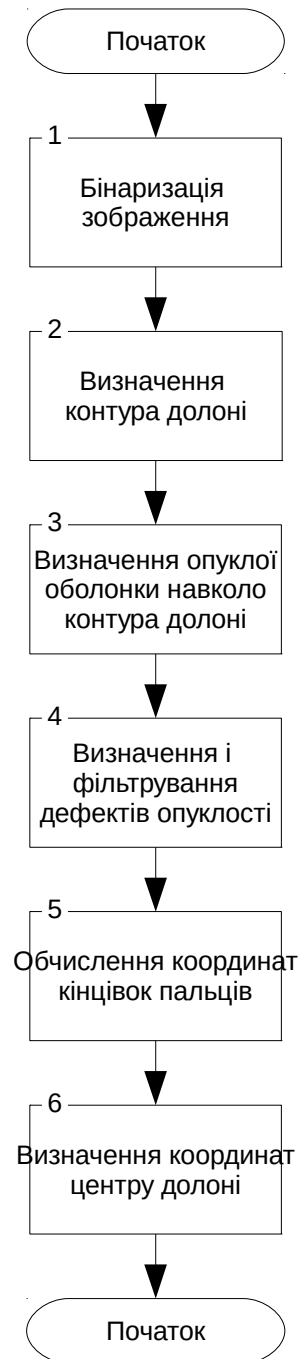 Початок
1
Бінаризація
зображення
2
Визначення
контура долоні
3
Визначення опуклої
оболонки навколо
контура долоні
4
Визначення і
фільтрування
дефектів опуклості
5
Обчислення координат
кінцівок пальців
6
Визначення координат
центру долоні
Початок